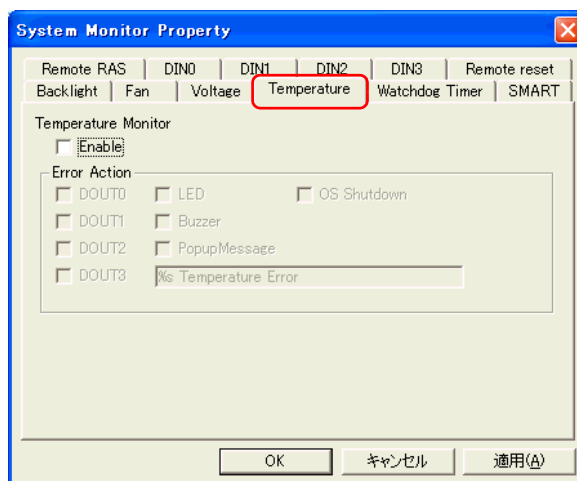 System Monitor Property
Remote RAS DIN0 DIN1 DIN2 DIN3 Remote reset
Backlight Fan Voltage Temperature Watchdog Timer SMART
Temperature Monitor
Enable
Error Action
DOUT0 LED OS Shutdown
DOUT1 Buzzer
DOUT2 PopupMessage
DOUT3 %s Temperature Error
OK キャンセル 適用(A)